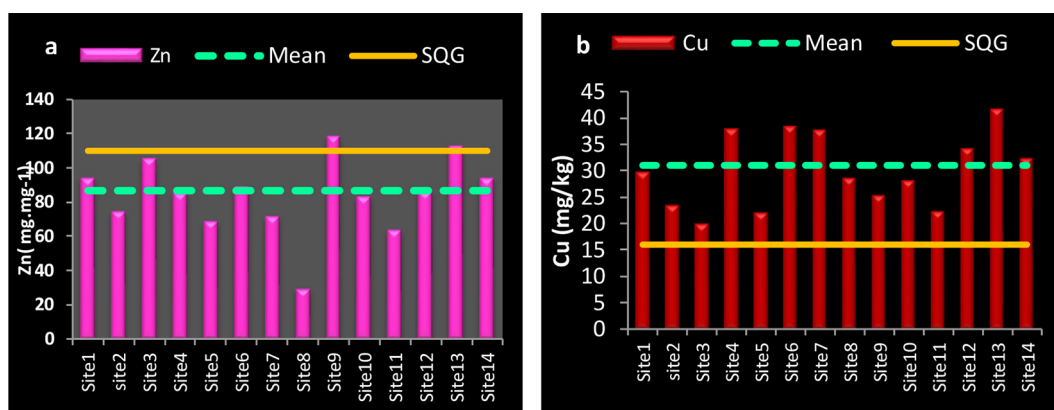 a
Zn Mean SQG
Zn( mg.mg-1)
140
120
100
80
60
40
20
0
Site1 site2 Site3 Site4 Site5 Site6 Site7 Site8 Site9 Site10 Site11 Site12 Site13 Site14
b
Cu Mean SQG
Cu (mg/kg)
45
40
35
30
25
20
15
10
5
0
Site1 site2 Site3 Site4 Site5 Site6 Site7 Site8 Site9 Site10 Site11 Site12 Site13 Site14